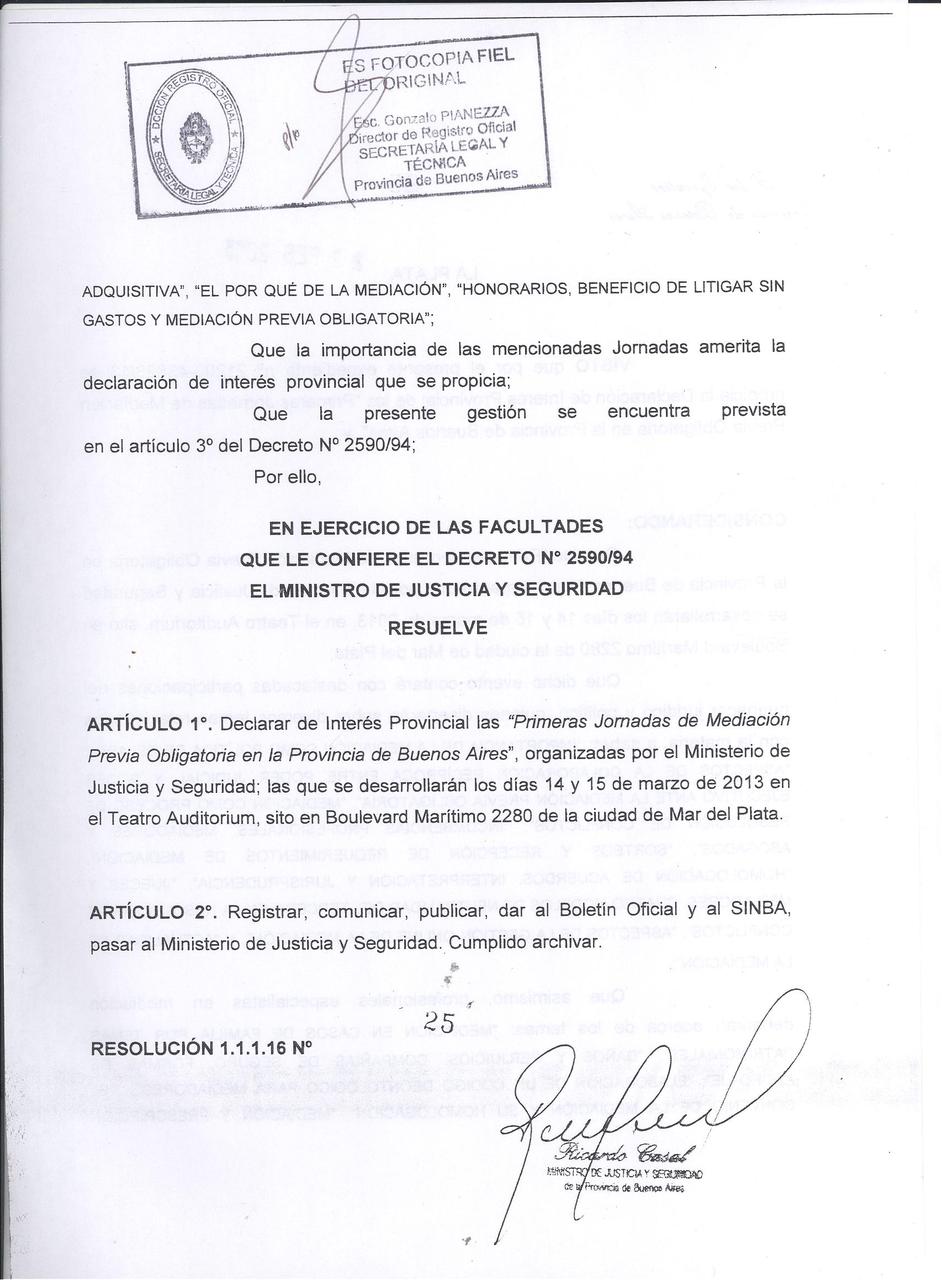 ES FOTOCOPIA FIEL
DEL ORIGINAL
DCCIÓN REGISTRO OFICIAL
SECRETARÍA LEGAL Y TÉCNICA
Esc. Gonzalo PIANEZZA
Director de Registro Oficial
SECRETARÍA LEGAL Y
TÉCNICA
Provincia de Buenos Aires
ADQUISITIVA”, “EL POR QUÉ DE LA MEDIACIÓN”, “HONORARIOS, BENEFICIO DE LITIGAR SIN
GASTOS Y MEDIACIÓN PREVIA OBLIGATORIA”;
Que la importancia de las mencionadas Jornadas amerita la
declaración de interés provincial que se propicia;
Que la presente gestión se encuentra prevista
en el artículo 3º del Decreto Nº 2590/94;
Por ello,
EN EJERCICIO DE LAS FACULTADES
QUE LE CONFIERE EL DECRETO Nº 2590/94
EL MINISTRO DE JUSTICIA Y SEGURIDAD
RESUELVE
ARTÍCULO 1º. Declarar de Interés Provincial las “Primeras Jornadas de Mediación
Previa Obligatoria en la Provincia de Buenos Aires”, organizadas por el Ministerio de
Justicia y Seguridad; las que se desarrollarán los días 14 y 15 de marzo de 2013 en
el Teatro Auditorium, sito en Boulevard Marítimo 2280 de la ciudad de Mar del Plata.
ARTÍCULO 2º. Registrar, comunicar, publicar, dar al Boletín Oficial y al SINBA,
pasar al Ministerio de Justicia y Seguridad. Cumplido archivar.
25
RESOLUCIÓN 1.1.1.16 Nº
Ricardo Casal
MINISTRO DE JUSTICIA Y SEGURIDAD
de la Provincia de Buenos Aires